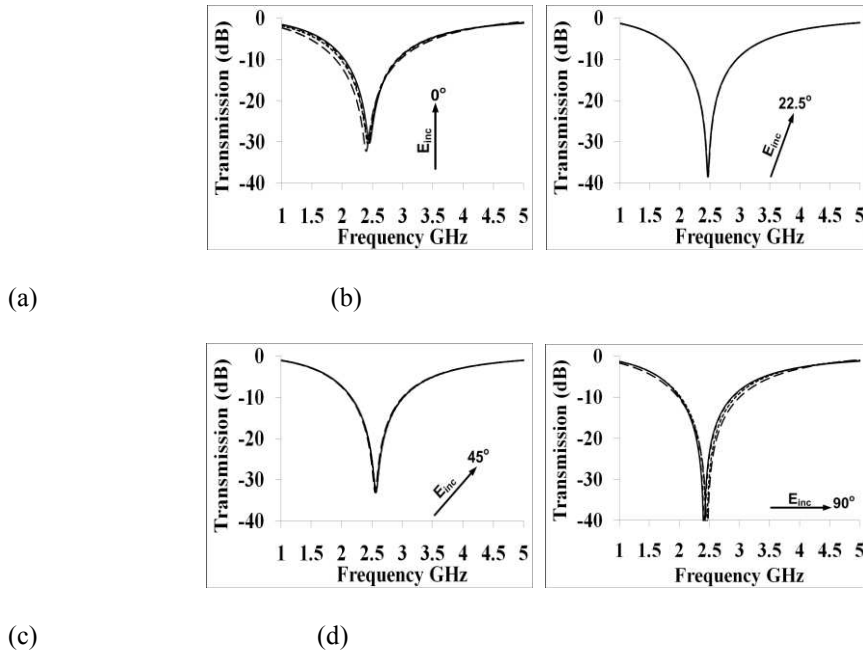 Transmission (dB)
0
-10
-20
-30
-40
1 1.5 2 2.5 3 3.5 4 4.5 5
Frequency GHz
0°
Einc
Transmission (dB)
0
-10
-20
-30
-40
1 1.5 2 2.5 3 3.5 4 4.5 5
Frequency GHz
22.5°
Einc
(a) (b)
Transmission (dB)
0
-10
-20
-30
-40
1 1.5 2 2.5 3 3.5 4 4.5 5
Frequency GHz
45°
Einc
Transmission (dB)
0
-10
-20
-30
-40
1 1.5 2 2.5 3 3.5 4 4.5 5
Frequency GHz
Einc 90°
(c) (d)